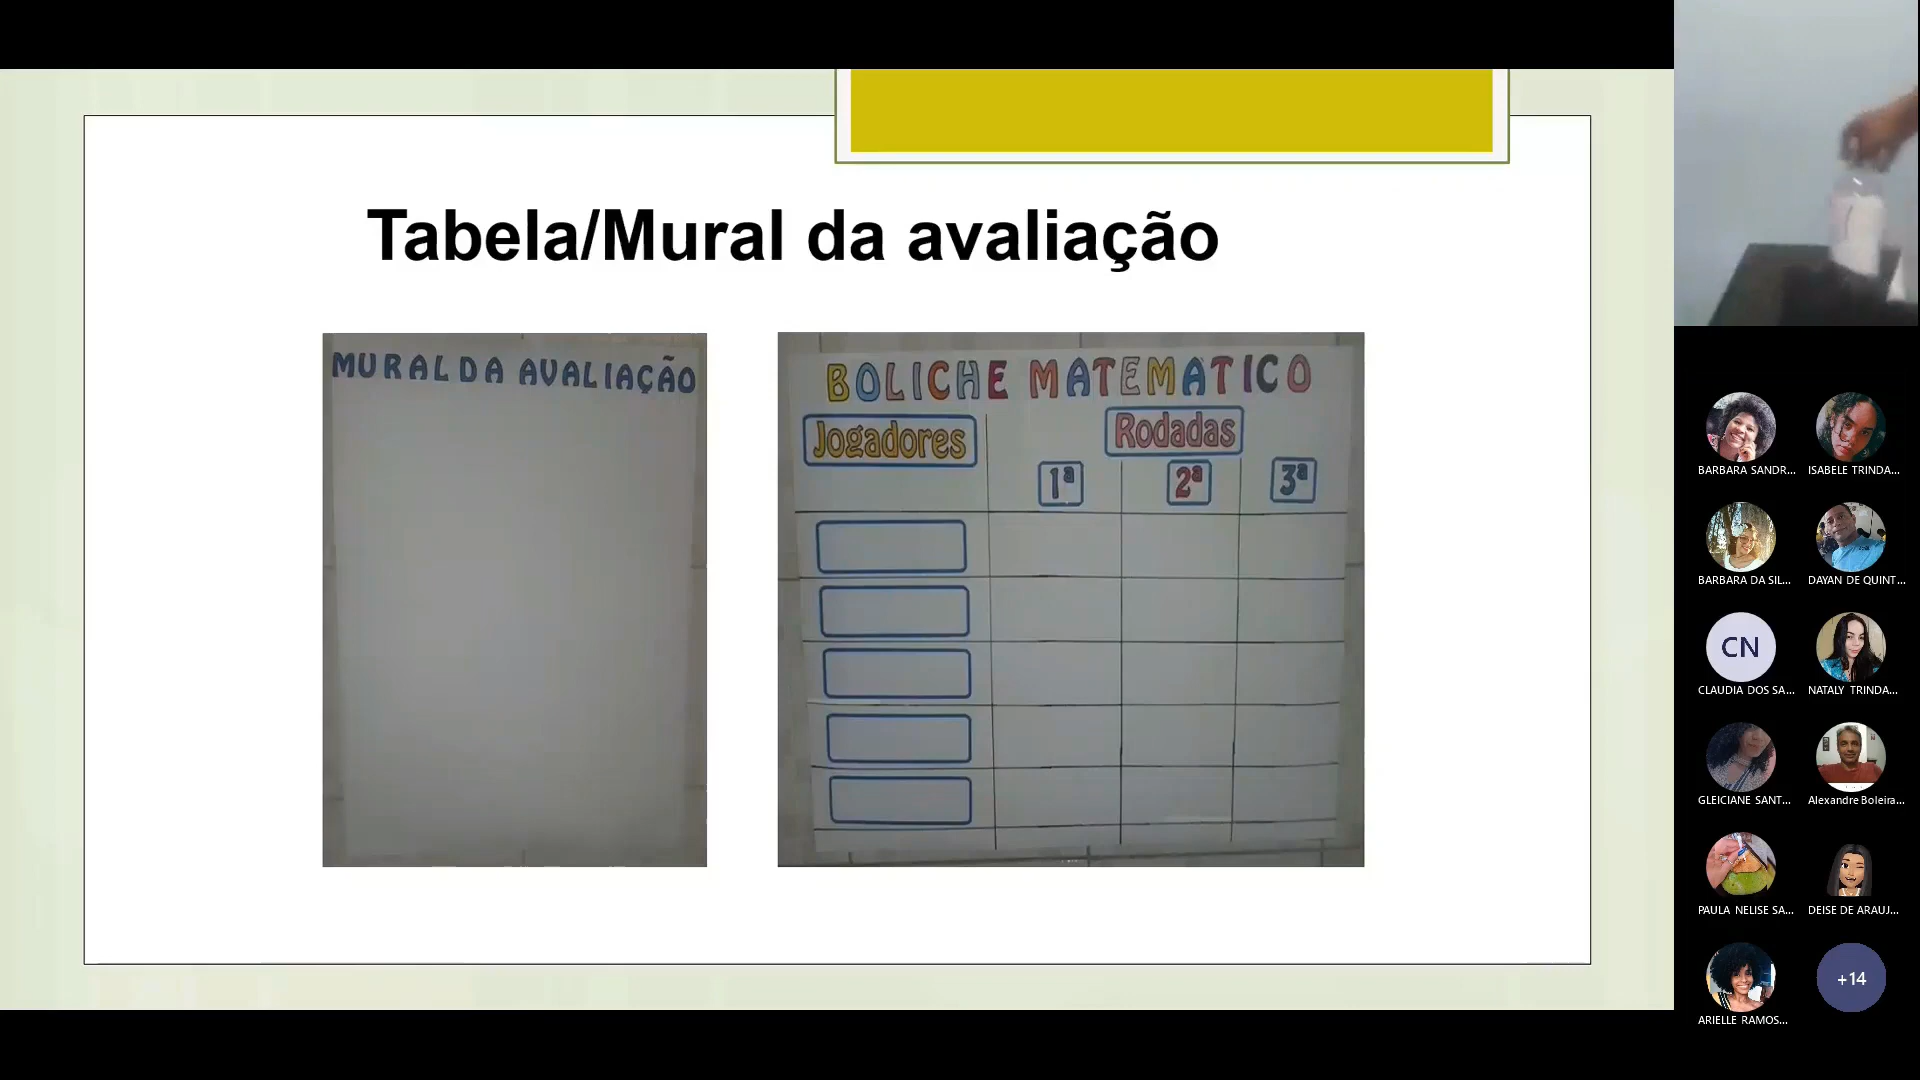 Tabela/Mural da avaliação
MURAL DA AVALIAÇÃO
BOLICHE MATEMATICO
Jogadores
Rodadas
1ª 2ª 3ª
BARBARA SANDR... ISABELE TRINDA...
BARBARA DA SIL... DAYAN DE QUINT...
CN
CLAUDIA DOS SA... NATALY TRINDA...
GLEICIANE SANT... Alexandre Boleira...
PAULA NELISE SA... DEISE DE ARAUJ...
+14
ARIELLE RAMOS...